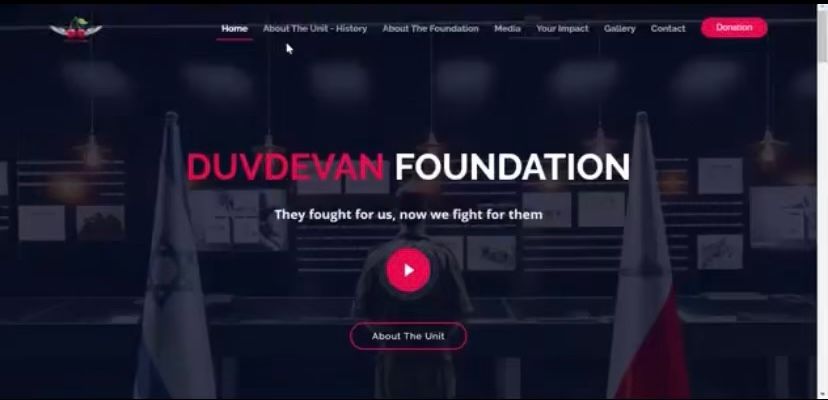 Home About The Unit - History About The Foundation Media Your Impact Gallery Contact Donation
DUVDEVAN FOUNDATION
They fought for us, now we fight for them
About The Unit